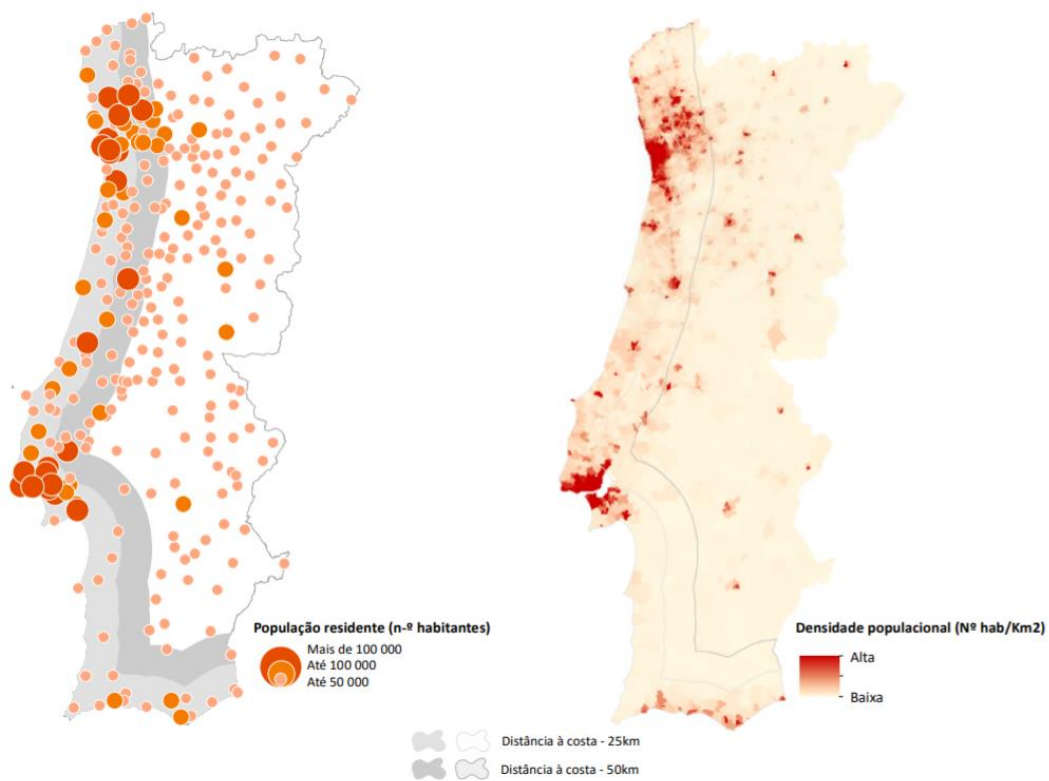 População residente (n-º habitantes)
Mais de 100 000
Até 100 000
Até 50 000
Densidade populacional (Nº hab/Km2)
Alta
Baixa
Distância à costa - 25km
Distância à costa - 50km